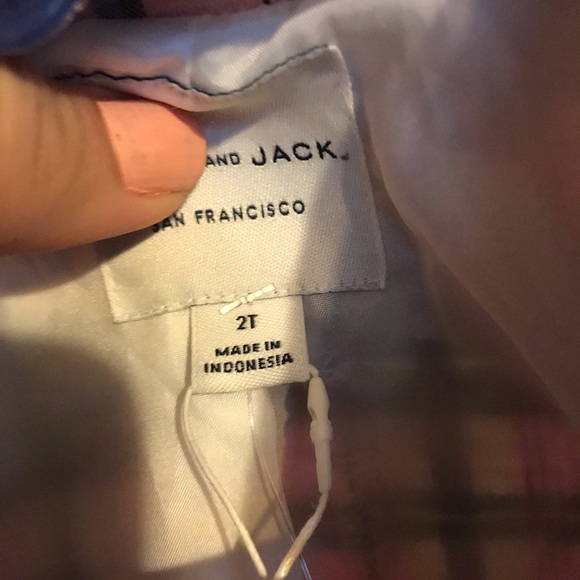 AND JACK.
SAN FRANCISCO
2T
MADE IN
INDONESIA